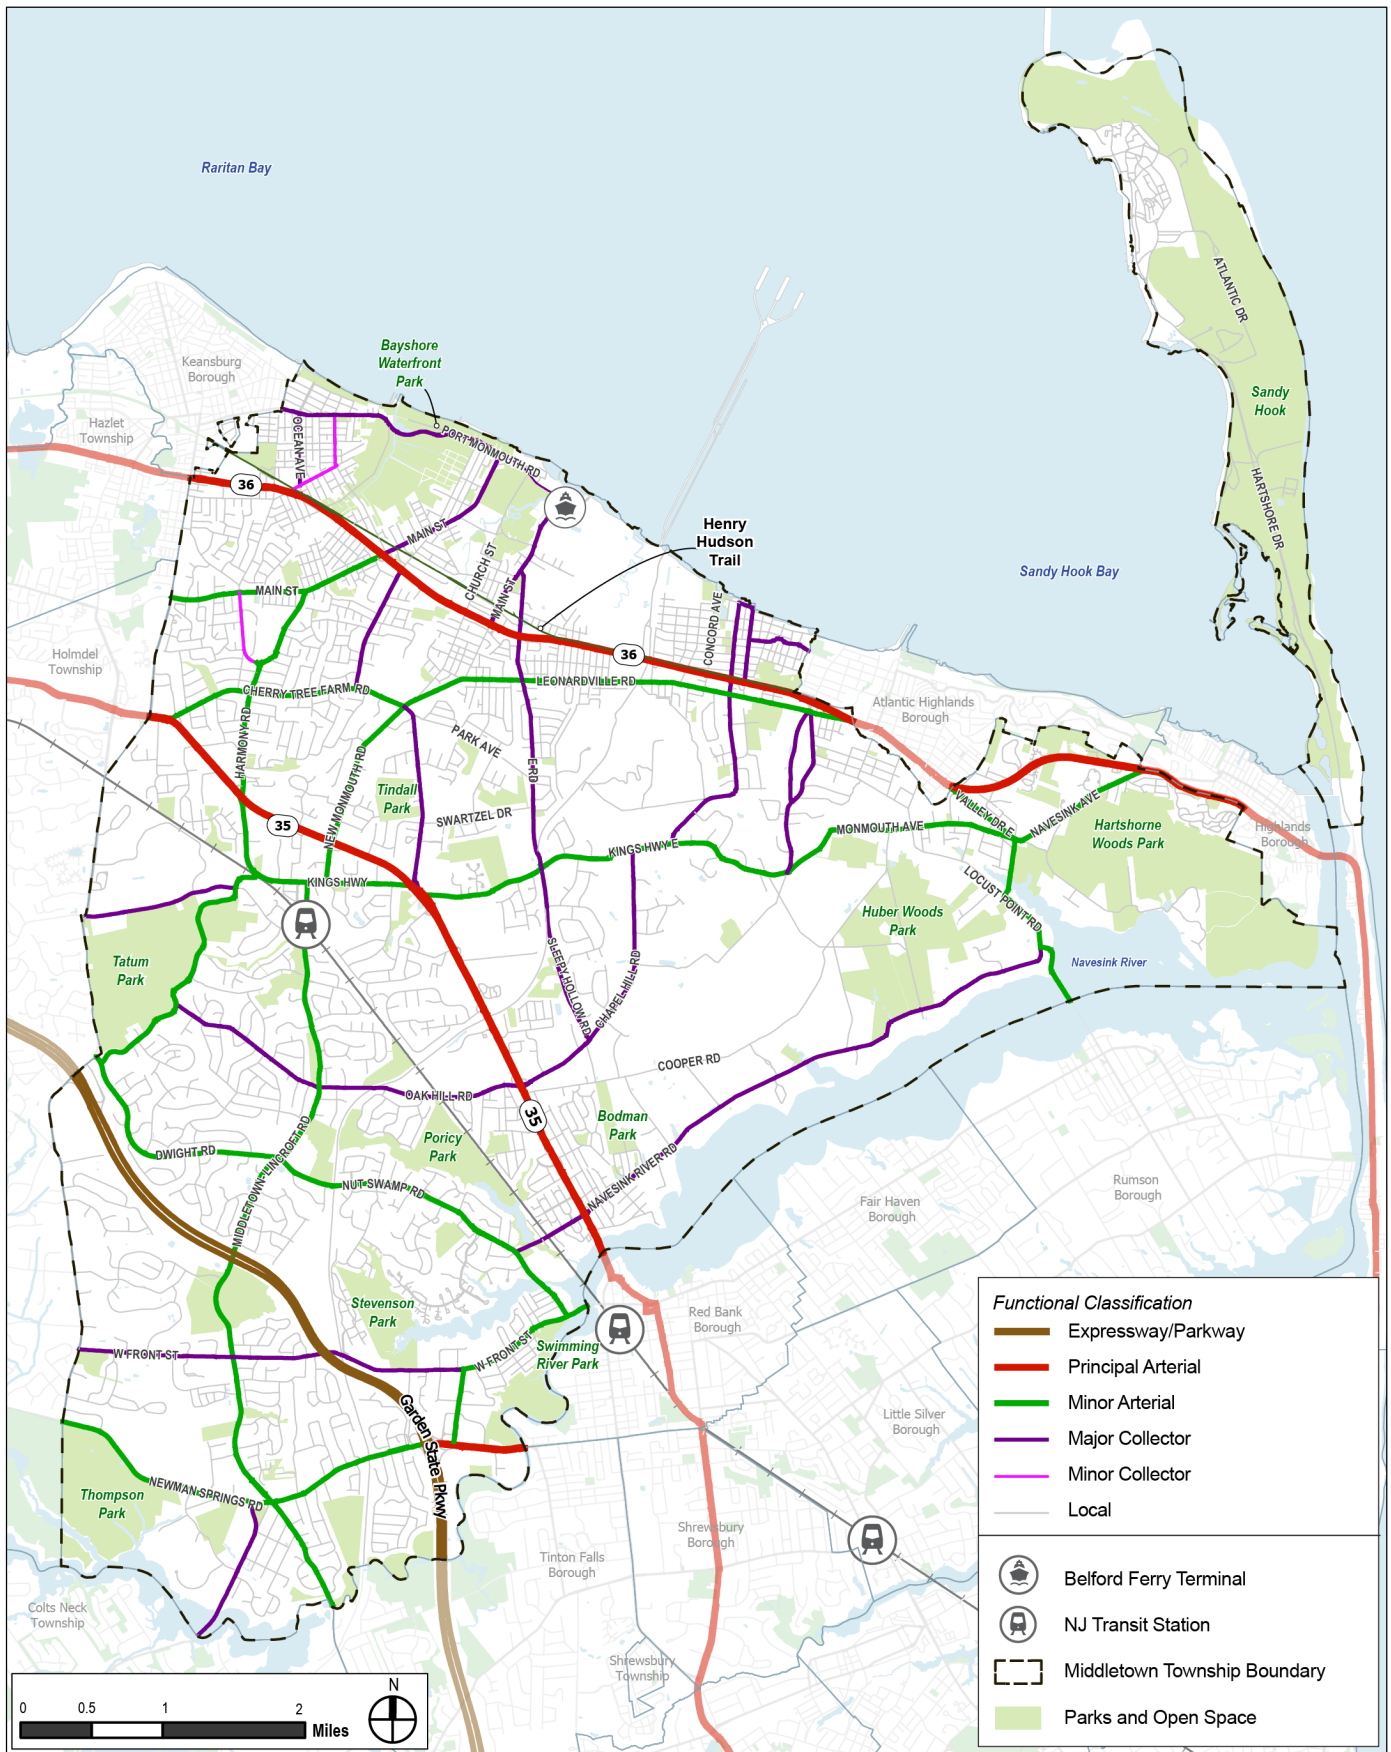 Raritan Bay
Keansburg
Borough
Hazlet
Township
Bayshore
Waterfront
Park
ATLANTIC DR
Sandy
Hook
HARTSHORE DR
OCEAN AVE
PORT MONMOUTH RD
36
MAIN ST
Henry
Hudson
Trail
Sandy Hook Bay
CHURCH ST
MAIN ST
MAIN ST
CONCORD AVE
36
Holmdel
Township
CHERRY TREE FARM RD
LEONARDVILLE RD
Atlantic Highlands
Borough
HARMONY RD
PARK AVE
E RD
NEW MONMOUTH RD
Tindall
Park
SWARTZEL DR
35
VALLEY DR E
NAVESINK AVE
MONMOUTH AVE
Hartshorne
Woods Park
Highlands
Borough
KINGS HWY E
KINGS HWY
LOCUST POINT RD
Huber Woods
Park
Tatum
Park
SLEEPY HOLLOW RD
CHAPEL HILL RD
Navesink River
COOPER RD
OAK HILL RD
35
Bodman
Park
Poricy
Park
DWIGHT RD
MIDDLETOWN-LINCROFT RD
NUT SWAMP RD
NAVESINK RIVER RD
Rumson
Borough
Fair Haven
Borough
Stevenson
Park
Red Bank
Borough
W FRONT ST
W FRONT ST
Swimming
River Park
Garden State Pkwy
Little Silver
Borough
NEWMAN SPRINGS RD
Thompson
Park
Shrewsbury
Borough
Tinton Falls
Borough
Colts Neck
Township
Shrewsbury
Township
Functional Classification
Expressway/Parkway
Principal Arterial
Minor Arterial
Major Collector
Minor Collector
Local
Belford Ferry Terminal
NJ Transit Station
Middletown Township Boundary
Parks and Open Space
0 0.5 1 2
Miles
N